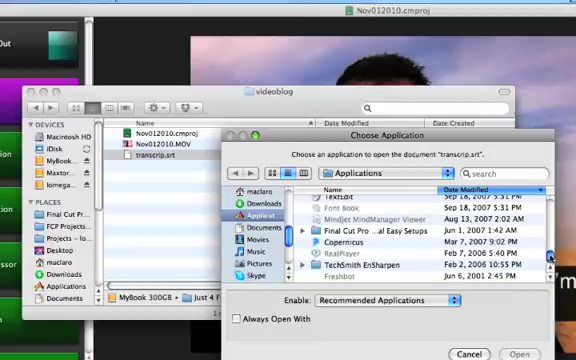 Nov012010.cmproj
Out
videoblog
DEVICES
Macintosh HD
iDisk
MyBook...
Maxtor...
Iomega...
PLACES
Final Cut Pr...
FCP Projects
Projects – lo...
Desktop
maclaro
Downloads
Applications
Documents
Name
Date Modified
Date Created
Nov012010.cmproj
Nov012010.MOV
transcrip.srt
MyBook 300GB
Just 4 F
Choose Application
Choose an application to open the document "transcrip.srt".
Applications
search
maclaro
Downloads
Applicat
Documents
Movies
Music
Pictures
Skype
Name
Date Modified
TextEdit
Sep 18, 2007 5:31 PM
Font Book
Sep 18, 2007 5:31 PM
Mindjet MindManager Viewer
Aug 13, 2007 2:02 AM
Final Cut Pro ...al Easy Setups
Jun 1, 2007 1:42 AM
Copernicus
Mar 7, 2007 9:02 PM
RealPlayer
Feb 7, 2006 5:40 PM
TechSmith EnSharpen
Feb 2, 2006 10:55 PM
Freshbot
Jun 6, 2001 2:45 PM
Enable:
Recommended Applications
Always Open With
Cancel
Open